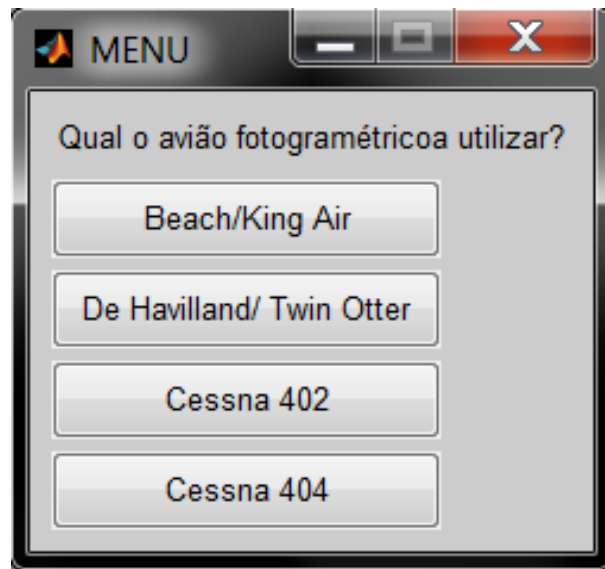 MENU
Qual o avião fotogramétricoa utilizar?
Beach/King Air
De Havilland/ Twin Otter
Cessna 402
Cessna 404